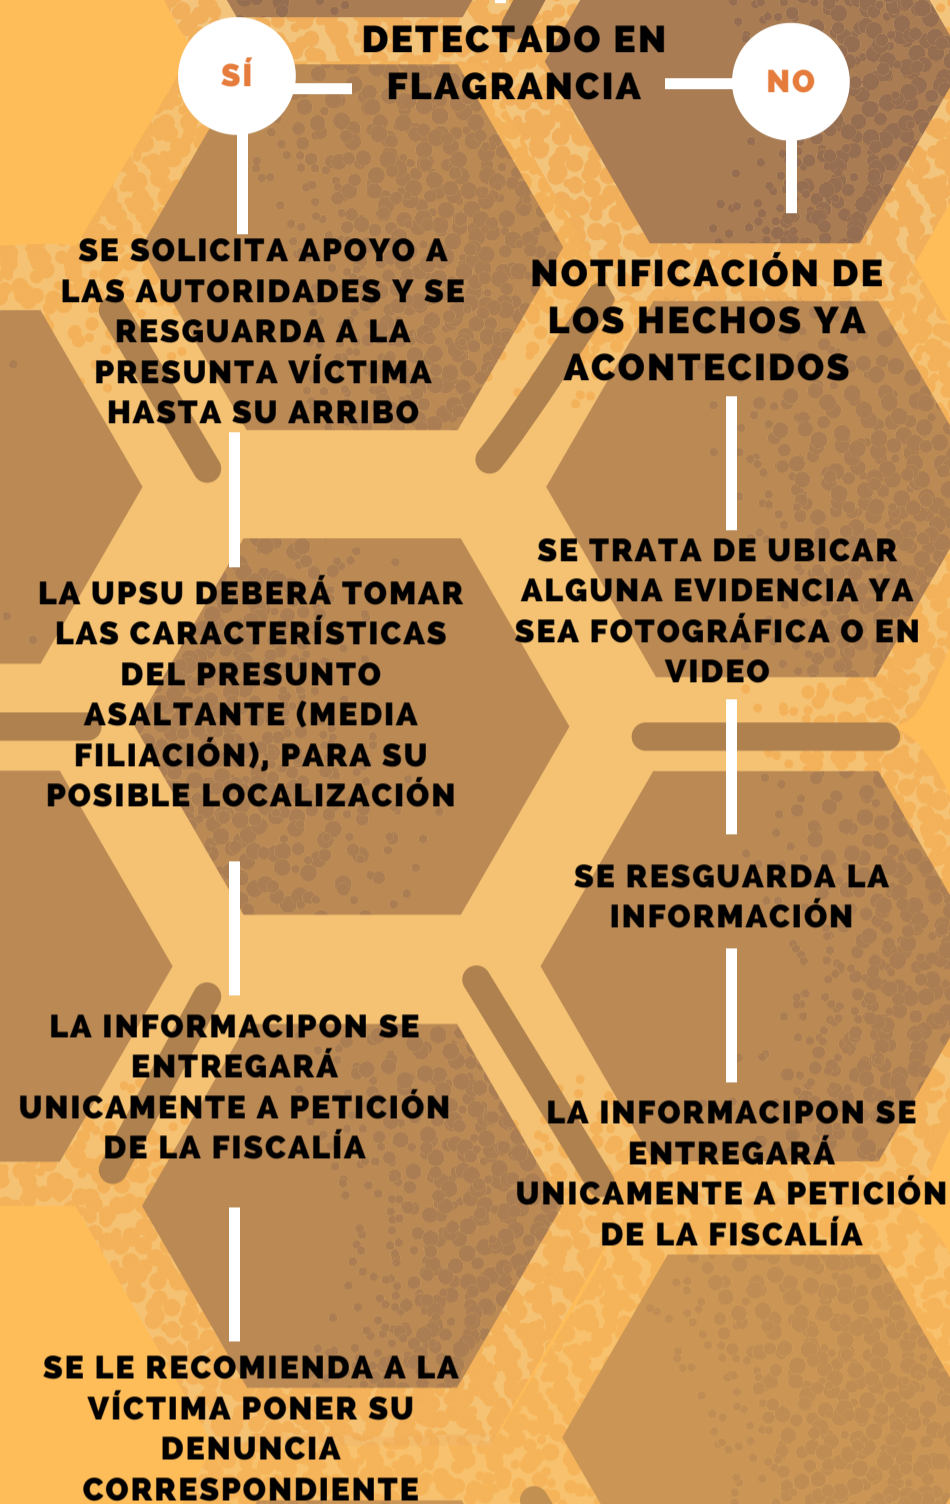 DETECTADO EN
FLAGRANCIA
SÍ
NO
SE SOLICITA APOYO A
LAS AUTORIDADES Y SE
RESGUARDA A LA
PRESUNTA VÍCTIMA
HASTA SU ARRIBO
LA UPSU DEBERÁ TOMAR
LAS CARACTERÍSTICAS
DEL PRESUNTO
ASALTANTE (MEDIA
FILIACIÓN), PARA SU
POSIBLE LOCALIZACIÓN
LA INFORMACIPON SE
ENTREGARÁ
UNICAMENTE A PETICIÓN
DE LA FISCALÍA
SE LE RECOMIENDA A LA
VÍCTIMA PONER SU
DENUNCIA
CORRESPONDIENTE
NOTIFICACIÓN DE
LOS HECHOS YA
ACONTECIDOS
SE TRATA DE UBICAR
ALGUNA EVIDENCIA YA
SEA FOTOGRÁFICA O EN
VIDEO
SE RESGUARDA LA
INFORMACIÓN
LA INFORMACIPON SE
ENTREGARÁ
UNICAMENTE A PETICIÓN
DE LA FISCALÍA